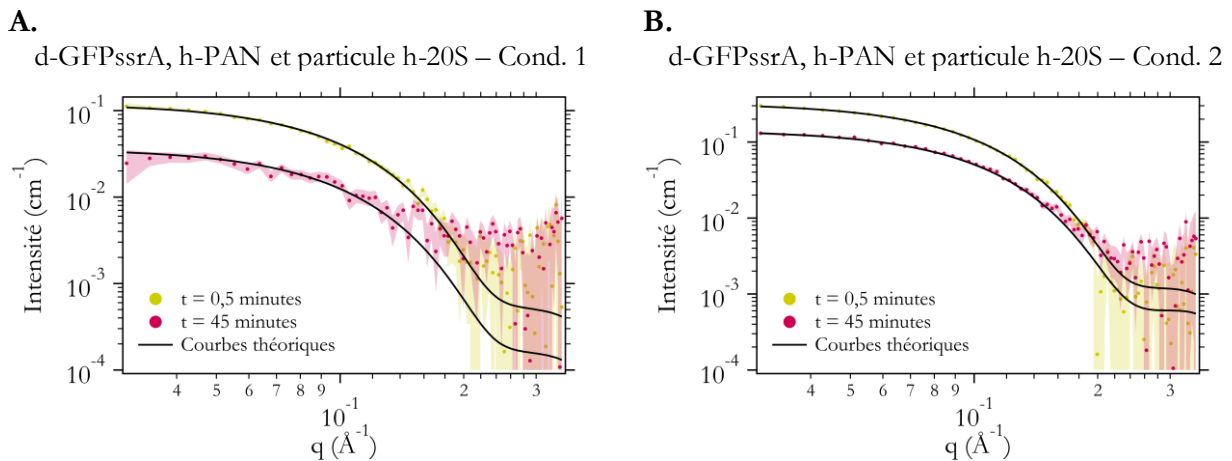 A.
d-GFPssrA, h-PAN et particule h-20S – Cond. 1
Intensité (cm⁻¹)
10⁻¹
10⁻²
10⁻³
10⁻⁴
t = 0,5 minutes
t = 45 minutes
Courbes théoriques
4 5 6 7 8 9 2 3
10⁻¹
q (Å⁻¹)
B.
d-GFPssrA, h-PAN et particule h-20S – Cond. 2
Intensité (cm⁻¹)
10⁻¹
10⁻²
10⁻³
10⁻⁴
t = 0,5 minutes
t = 45 minutes
Courbes théoriques
4 5 6 7 8 9 2 3
10⁻¹
q (Å⁻¹)